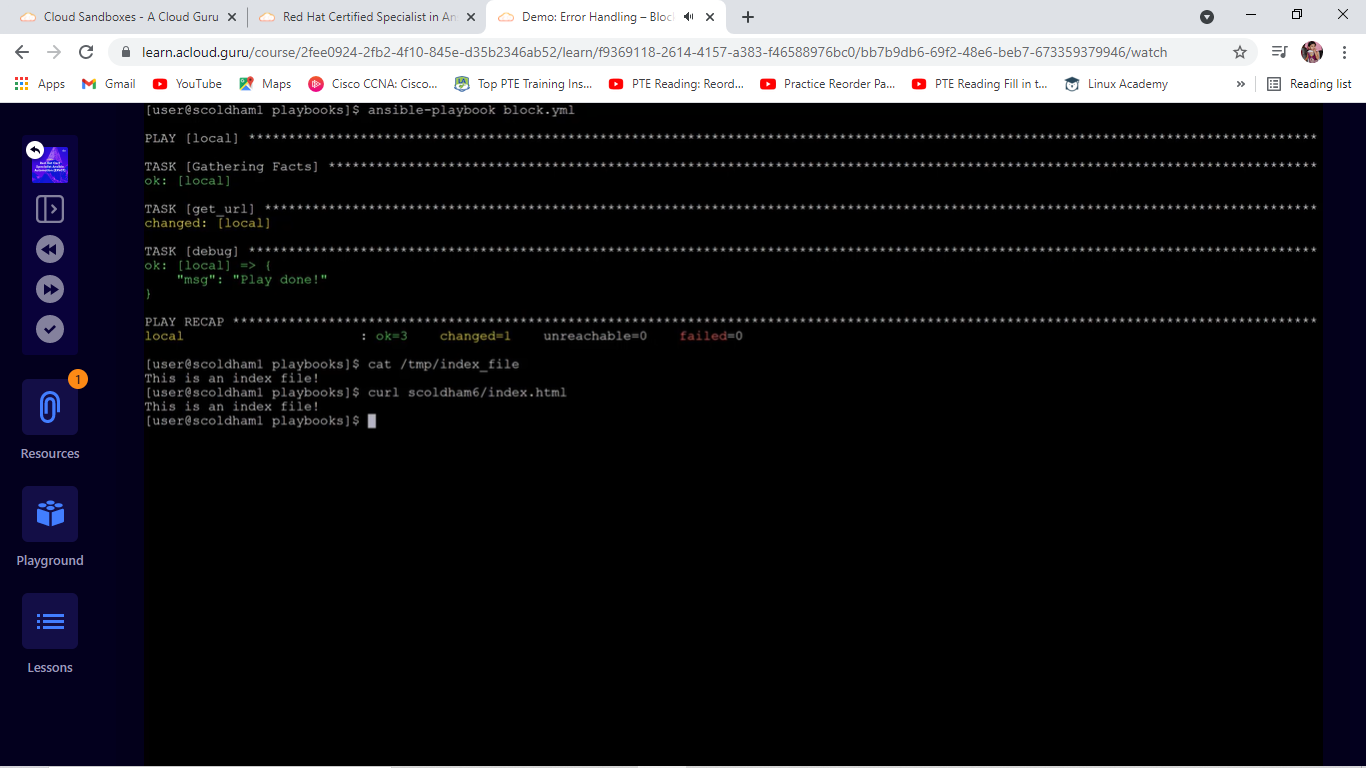 Cloud Sandboxes - A Cloud Guru
Red Hat Certified Specialist in An
Demo: Error Handling – Bloc
learn.acloud.guru/course/2fee0924-2fb2-4f10-845e-d35b2346ab52/learn/f9369118-2614-4157-a383-f46588976bc0/bb7b9db6-69f2-48e6-beb7-673359379946/watch
Apps Gmail YouTube Maps Cisco CCNA: Cisco... Top PTE Training Ins... PTE Reading: Reord... Practice Reorder Pa... PTE Reading Fill in t... Linux Academy » Reading list
[user@scoldham1 playbooks]$ ansible-playbook block.yml
PLAY [local] ************************************************************************************************************************************
TASK [Gathering Facts] **************************************************************************************************************************
ok: [local]
TASK [get_url] **********************************************************************************************************************************
changed: [local]
TASK [debug] ************************************************************************************************************************************
ok: [local] => {
"msg": "Play done!"
}
PLAY RECAP **************************************************************************************************************************************
local : ok=3 changed=1 unreachable=0 failed=0
[user@scoldham1 playbooks]$ cat /tmp/index_file
This is an index file!
[user@scoldham1 playbooks]$ curl scoldham6/index.html
This is an index file!
[user@scoldham1 playbooks]$
1
Resources
Playground
Lessons